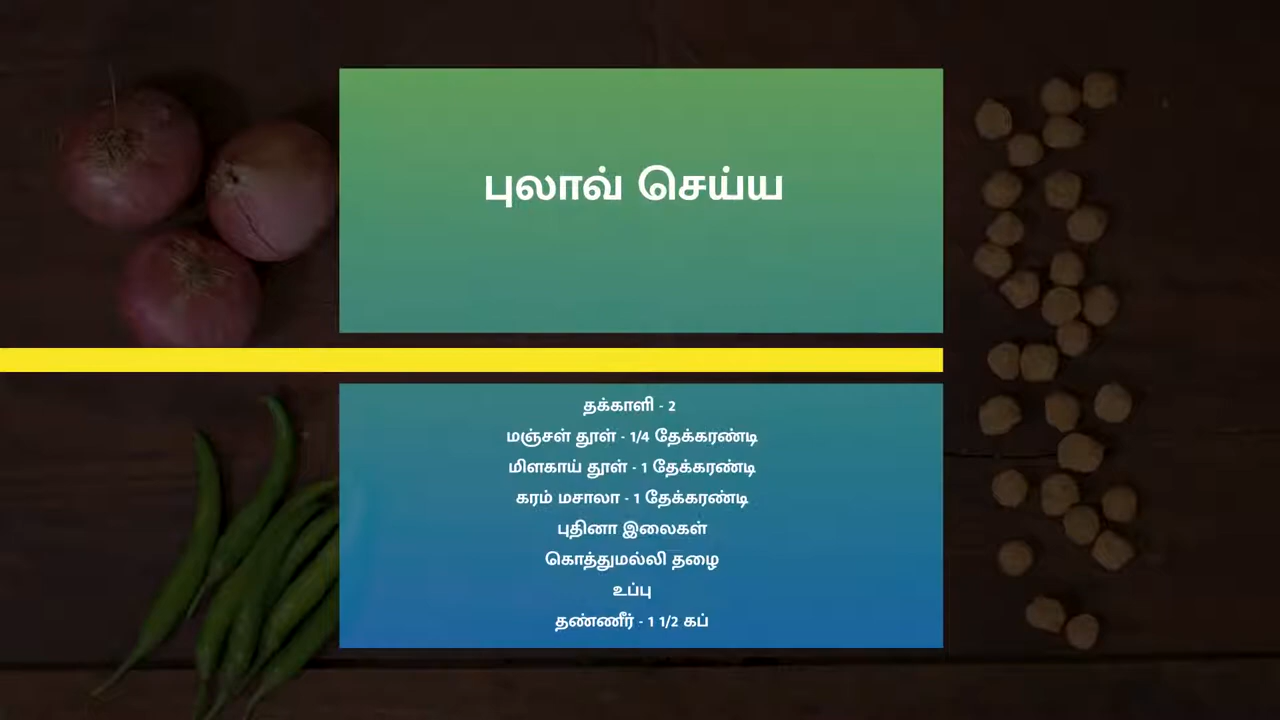 புலாவ் செய்ய
தக்காளி - 2
மஞ்சள் தூள் - 1/4 தேக்கரண்டி
மிளகாய் தூள் - 1 தேக்கரண்டி
கரம் மசாலா - 1 தேக்கரண்டி
புதினா இலைகள்
கொத்துமல்லி தழை
உப்பு
தண்ணீர் - 1 1/2 கப்